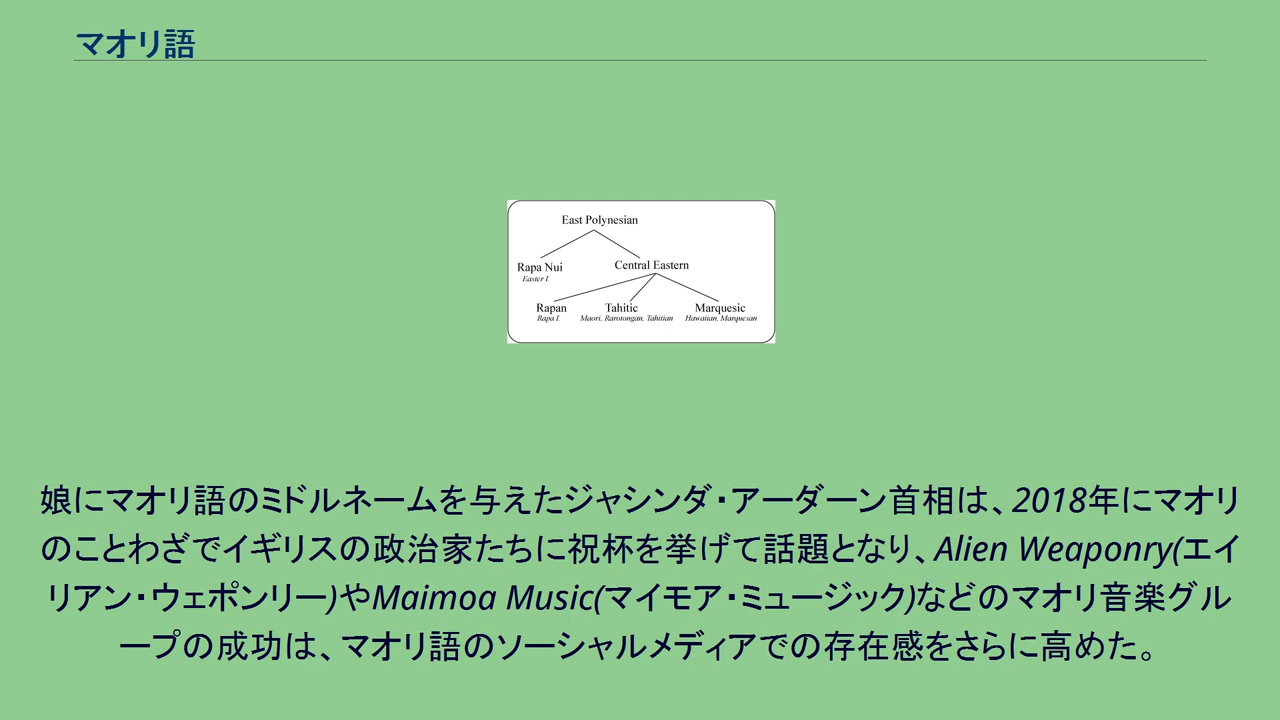 マオリ語
East Polynesian
Rapa Nui
Easter I.
Central Eastern
Rapan
Rapa I.
Tahitic
Maori, Rarotongan, Tahitian
Marquesic
Hawaiian, Marquesan
娘にマオリ語のミドルネームを与えたジャシンダ・アーダーン首相は、2018年にマオリ
のことわざでイギリスの政治家たちに祝杯を挙げて話題となり、Alien Weaponry(エイ
リアン・ウェポンリー)やMaimoa Music(マイモア・ミュージック)などのマオリ音楽グル
ープの成功は、マオリ語のソーシャルメディアでの存在感をさらに高めた。